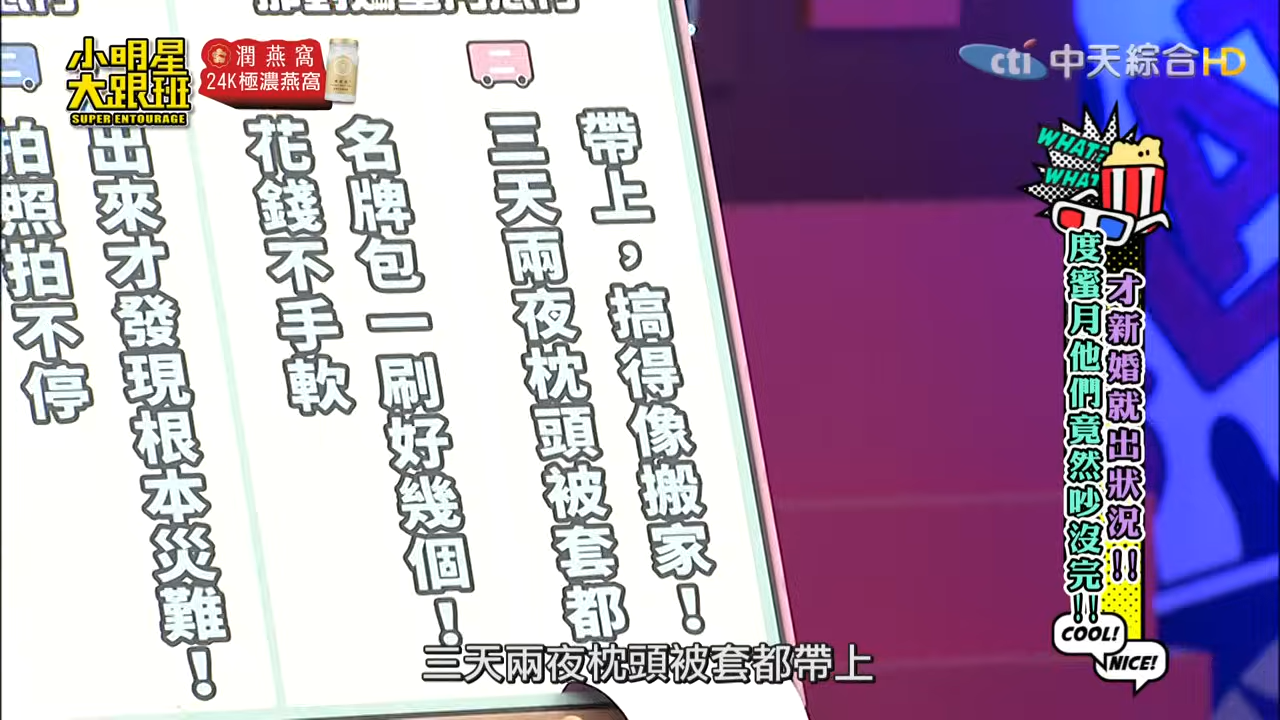 小明星
大跟班
SUPER ENTOURAGE
潤燕窩
24K極濃燕窩
cti 中天綜合HD
WHAT?
WHAT?
才新婚就出狀況!!
度蜜月他們竟然吵沒完!!
COOL!
NICE!
三天兩夜枕頭被套都
帶上，搞得像搬家！
名牌包一刷好幾個！
花錢不手軟
出來才發現根本災難！
拍照拍不停
三天兩夜枕頭被套都帶上